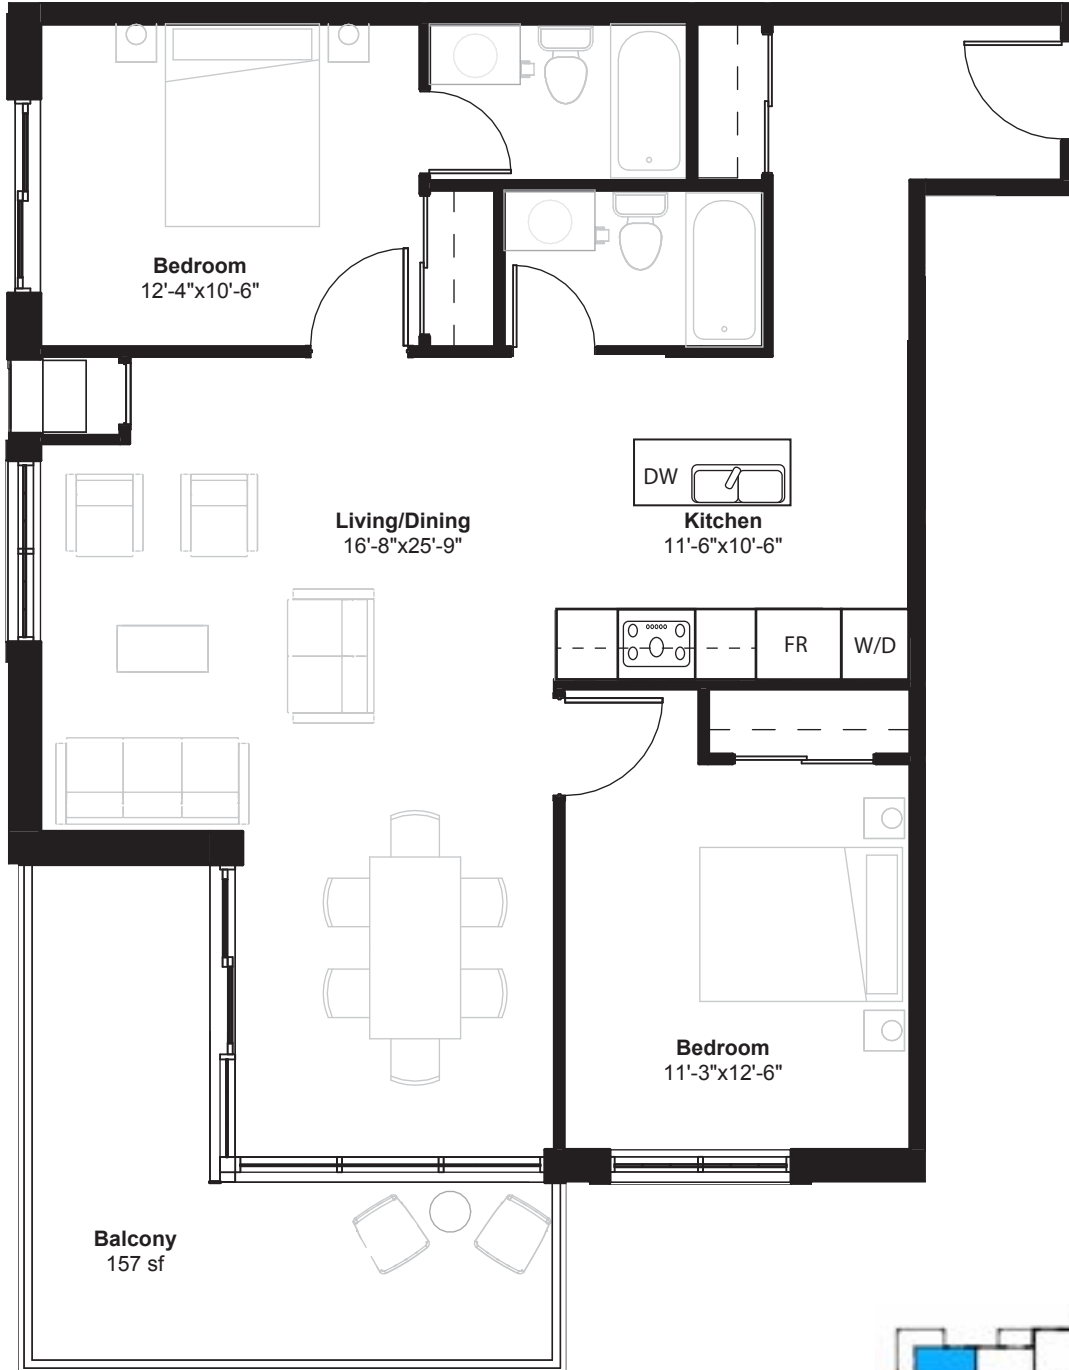 Bedroom
12'-4"x10'-6"
DW
Living/Dining
16'-8"x25'-9"
Kitchen
11'-6"x10'-6"
FR
W/D
Bedroom
11'-3"x12'-6"
Balcony
157 sf